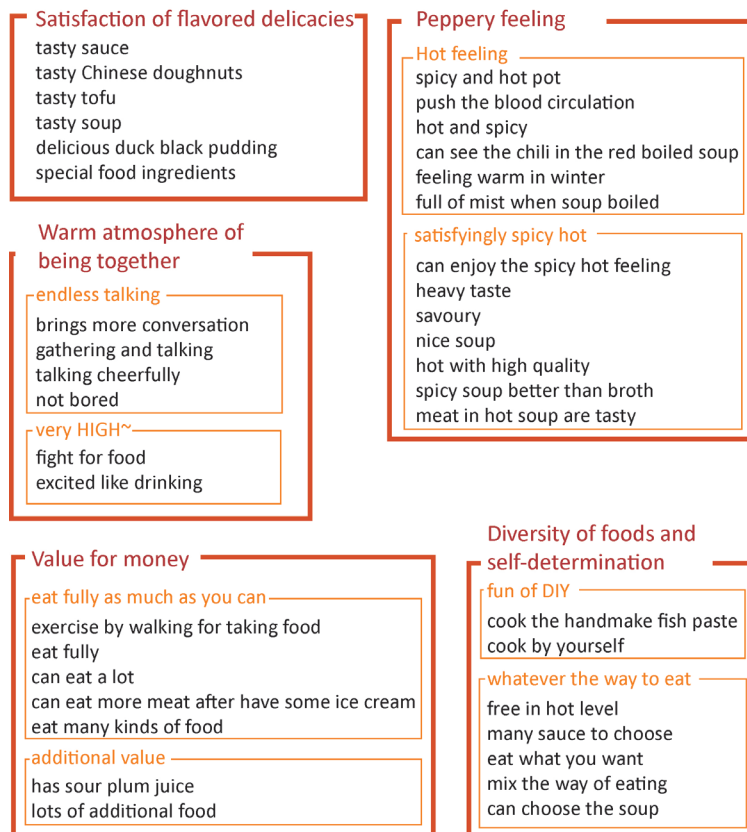 Satisfaction of flavored delicacies
tasty sauce
tasty Chinese doughnuts
tasty tofu
tasty soup
delicious duck black pudding
special food ingredients
Warm atmosphere of
being together
endless talking
brings more conversation
gathering and talking
talking cheerfully
not bored
very HIGH~
fight for food
excited like drinking
Peppery feeling
Hot feeling
spicy and hot pot
push the blood circulation
hot and spicy
can see the chili in the red boiled soup
feeling warm in winter
full of mist when soup boiled
satisfyingly spicy hot
can enjoy the spicy hot feeling
heavy taste
savoury
nice soup
hot with high quality
spicy soup better than broth
meat in hot soup are tasty
Value for money
eat fully as much as you can
exercise by walking for taking food
eat fully
can eat a lot
can eat more meat after have some ice cream
eat many kinds of food
additional value
has sour plum juice
lots of additional food
Diversity of foods and
self-determination
fun of DIY
cook the handmake fish paste
cook by yourself
whatever the way to eat
free in hot level
many sauce to choose
eat what you want
mix the way of eating
can choose the soup